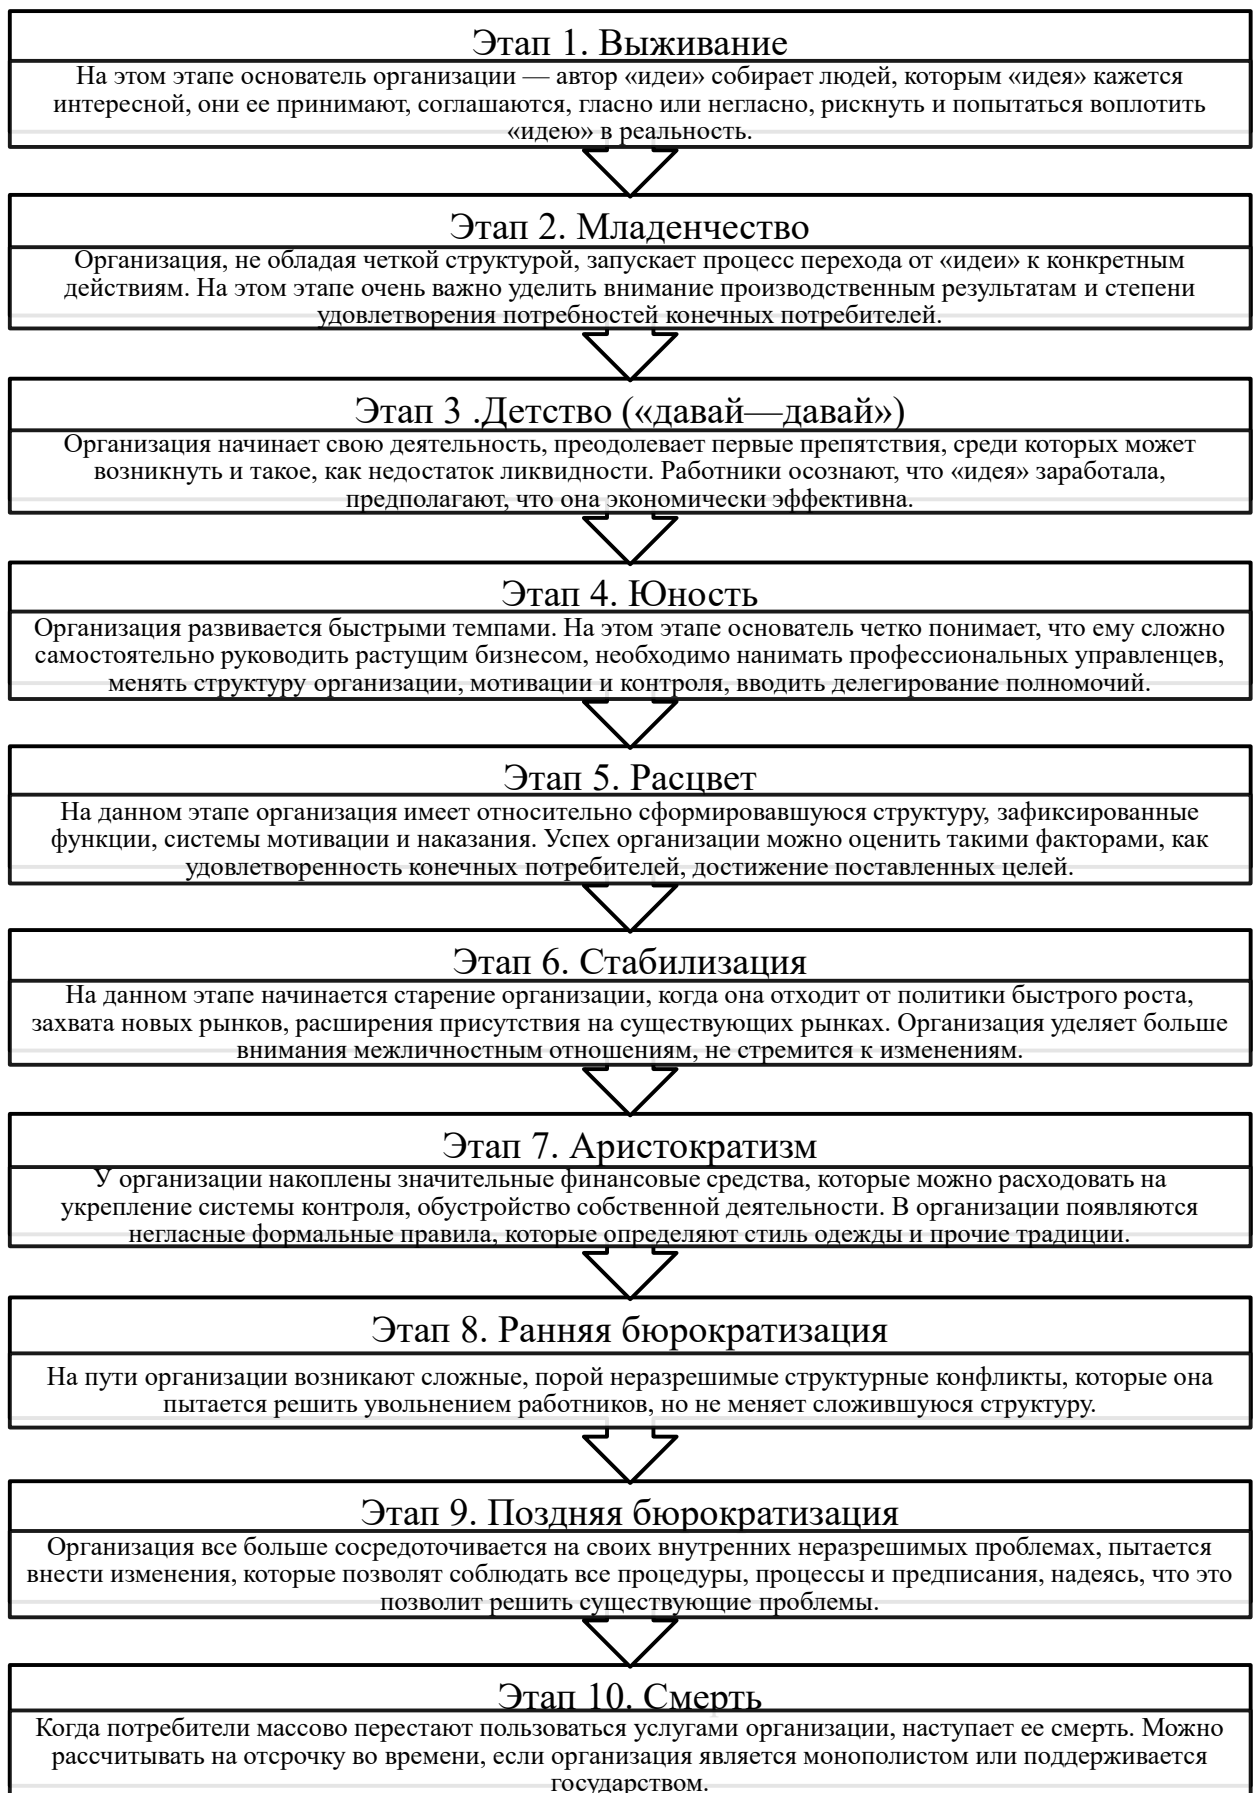 Этап 1. Выживание
На этом этапе основатель организации — автор «идеи» собирает людей, которым «идея» кажется
интересной, они ее принимают, соглашаются, гласно или негласно, рискнуть и попытаться воплотить
«идею» в реальность.
Этап 2. Младенчество
Организация, не обладая четкой структурой, запускает процесс перехода от «идеи» к конкретным
действиям. На этом этапе очень важно уделить внимание производственным результатам и степени
удовлетворения потребностей конечных потребителей.
Этап 3 .Детство («давай—давай»)
Организация начинает свою деятельность, преодолевает первые препятствия, среди которых может
возникнуть и такое, как недостаток ликвидности. Работники осознают, что «идея» заработала,
предполагают, что она экономически эффективна.
Этап 4. Юность
Организация развивается быстрыми темпами. На этом этапе основатель четко понимает, что ему сложно
самостоятельно руководить растущим бизнесом, необходимо нанимать профессиональных управленцев,
менять структуру организации, мотивации и контроля, вводить делегирование полномочий.
Этап 5. Расцвет
На данном этапе организация имеет относительно сформировавшуюся структуру, зафиксированные
функции, системы мотивации и наказания. Успех организации можно оценить такими факторами, как
удовлетворенность конечных потребителей, достижение поставленных целей.
Этап 6. Стабилизация
На данном этапе начинается старение организации, когда она отходит от политики быстрого роста,
захвата новых рынков, расширения присутствия на существующих рынках. Организация уделяет больше
внимания межличностным отношениям, не стремится к изменениям.
Этап 7. Аристократизм
У организации накоплены значительные финансовые средства, которые можно расходовать на
укрепление системы контроля, обустройство собственной деятельности. В организации появляются
негласные формальные правила, которые определяют стиль одежды и прочие традиции.
Этап 8. Ранняя бюрократизация
На пути организации возникают сложные, порой неразрешимые структурные конфликты, которые она
пытается решить увольнением работников, но не меняет сложившуюся структуру.
Этап 9. Поздняя бюрократизация
Организация все больше сосредоточивается на своих внутренних неразрешимых проблемах, пытается
внести изменения, которые позволят соблюдать все процедуры, процессы и предписания, надеясь, что это
позволит решить существующие проблемы.
Этап 10. Смерть
Когда потребители массово перестают пользоваться услугами организации, наступает ее смерть. Можно
рассчитывать на отсрочку во времени, если организация является монополистом или поддерживается
государством.